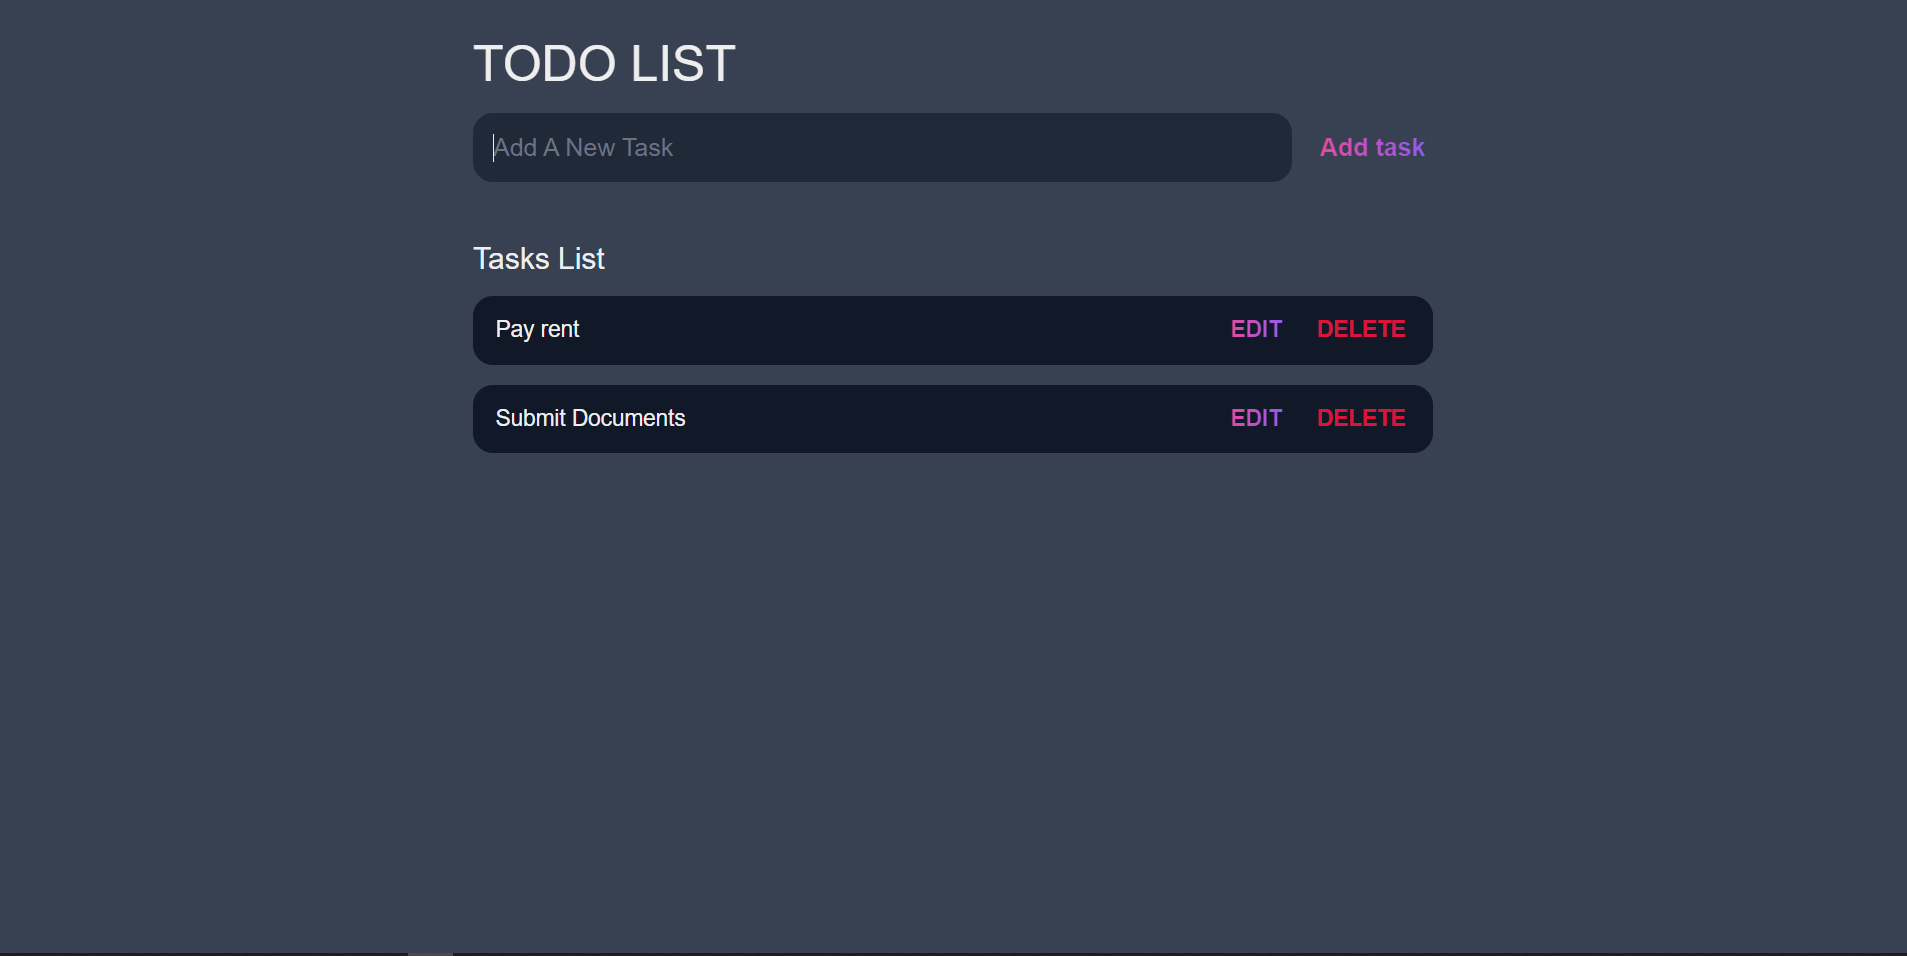 TODO LIST
Add A New Task
Add task
Tasks List
Pay rent EDIT DELETE
Submit Documents EDIT DELETE